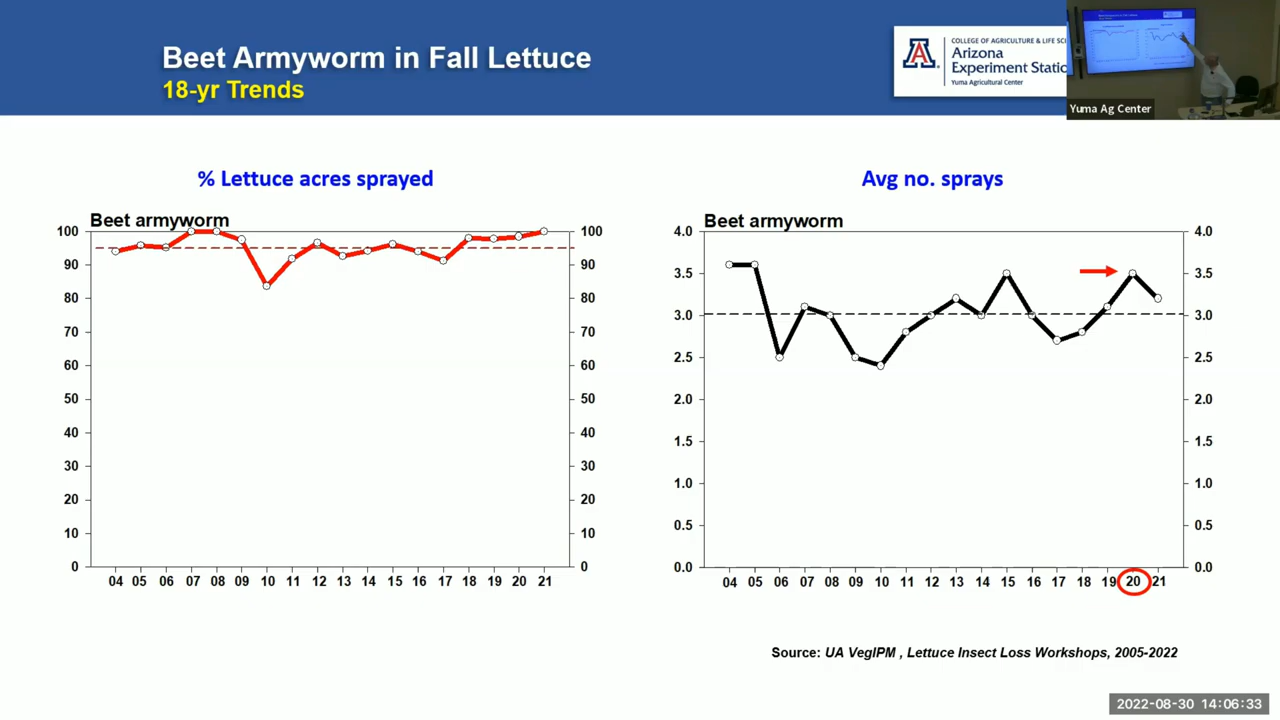 Beet Armyworm in Fall Lettuce
18-yr Trends
COLLEGE OF AGRICULTURE & LIFE SCI
Arizona
Experiment Statio
Yuma Agricultural Center
Yuma Ag Center
% Lettuce acres sprayed
Beet armyworm
100 100
90 90
80 80
70 70
60 60
50 50
40 40
30 30
20 20
10 10
0 0
04 05 06 07 08 09 10 11 12 13 14 15 16 17 18 19 20 21
Avg no. sprays
Beet armyworm
4.0 4.0
3.5 3.5
3.0 3.0
2.5 2.5
2.0 2.0
1.5 1.5
1.0 1.0
0.5 0.5
0.0 0.0
04 05 06 07 08 09 10 11 12 13 14 15 16 17 18 19 20 21
Source: UA VegIPM , Lettuce Insect Loss Workshops, 2005-2022
2022-08-30 14:06:33